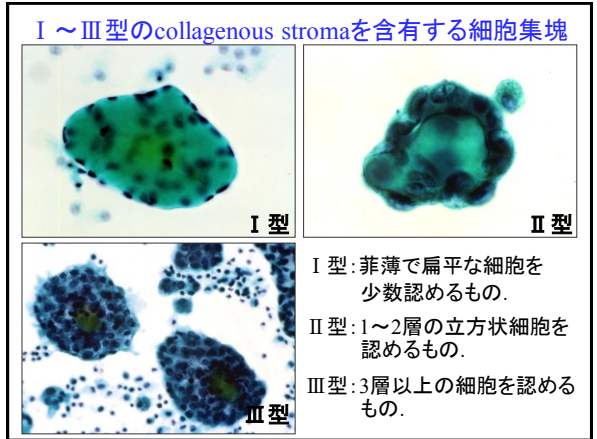 Ⅰ～Ⅲ型のcollagenous stromaを含有する細胞集塊
Ⅰ型
Ⅱ型
Ⅲ型
Ⅰ型：菲薄で扁平な細胞を
少数認めるもの．
Ⅱ型：1～2層の立方状細胞を
認めるもの．
Ⅲ型：3層以上の細胞を認める
もの．